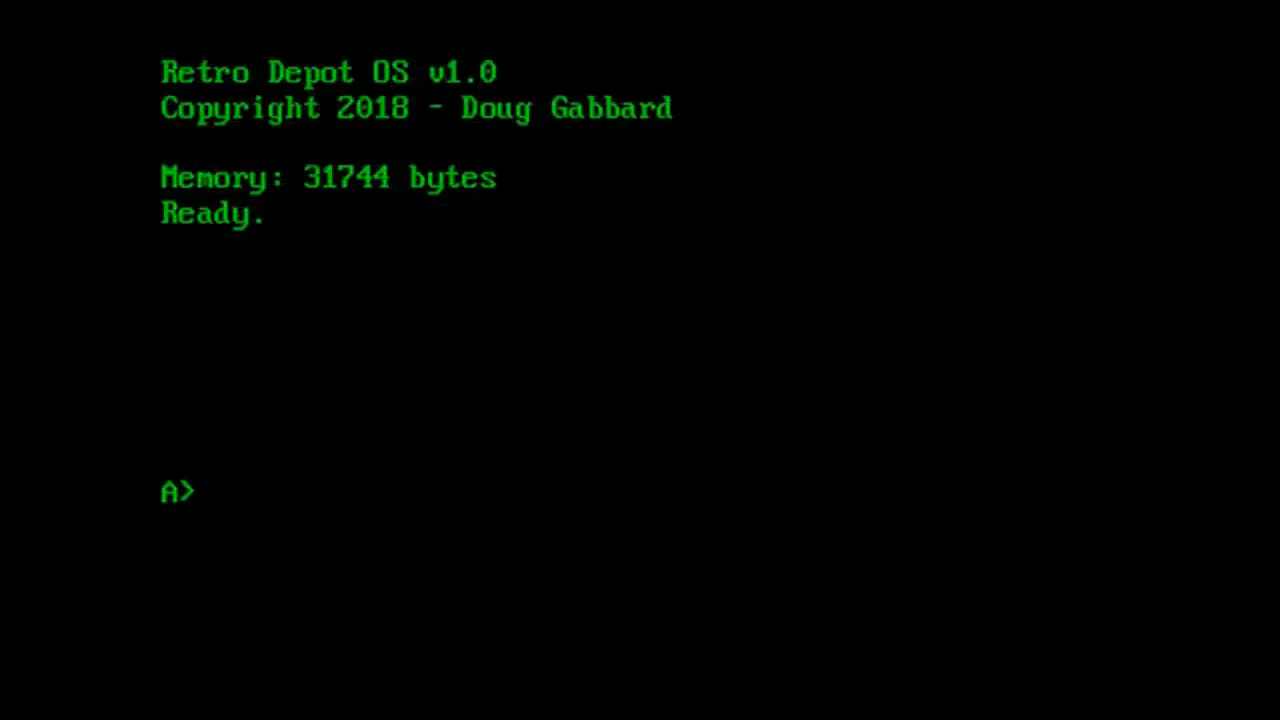 Retro Depot OS v1.0
Copyright 2018 - Doug Gabbard
Memory: 31744 bytes
Ready.
A>